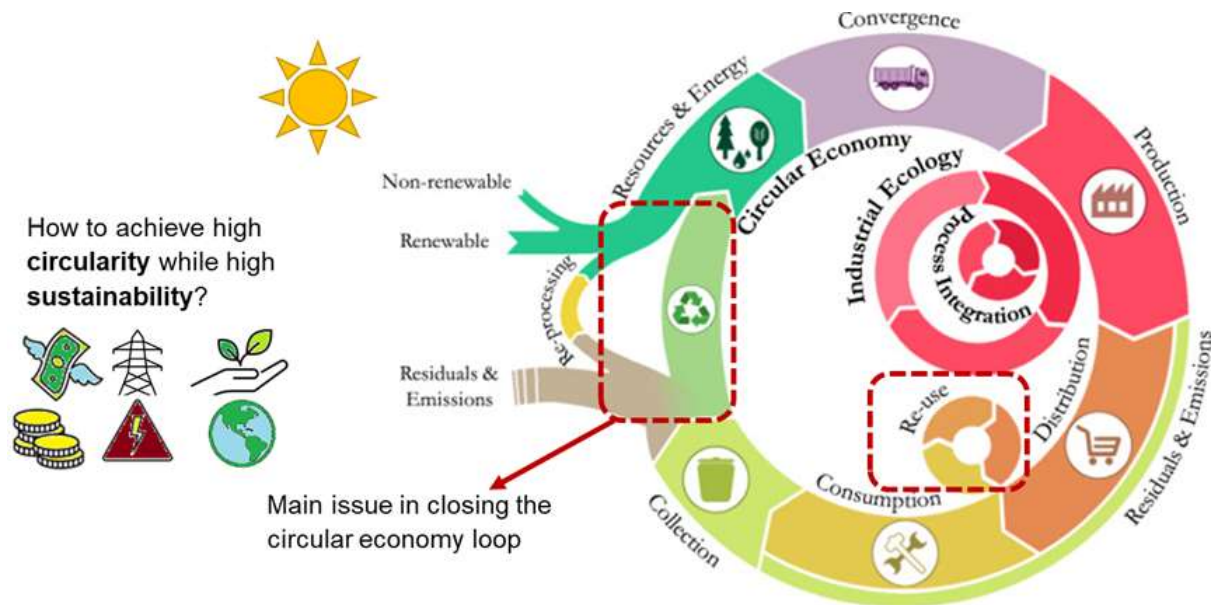 Convergence
Resources & Energy
Production
Circular Economy
Industrial Ecology
Process Integration
Non-renewable
Renewable
How to achieve high
circularity while high
sustainability?
Re-processing
Residuals &
Emissions
Re-use
Distribution
Residuals & Emissions
Consumption
Collection
Main issue in closing the
circular economy loop